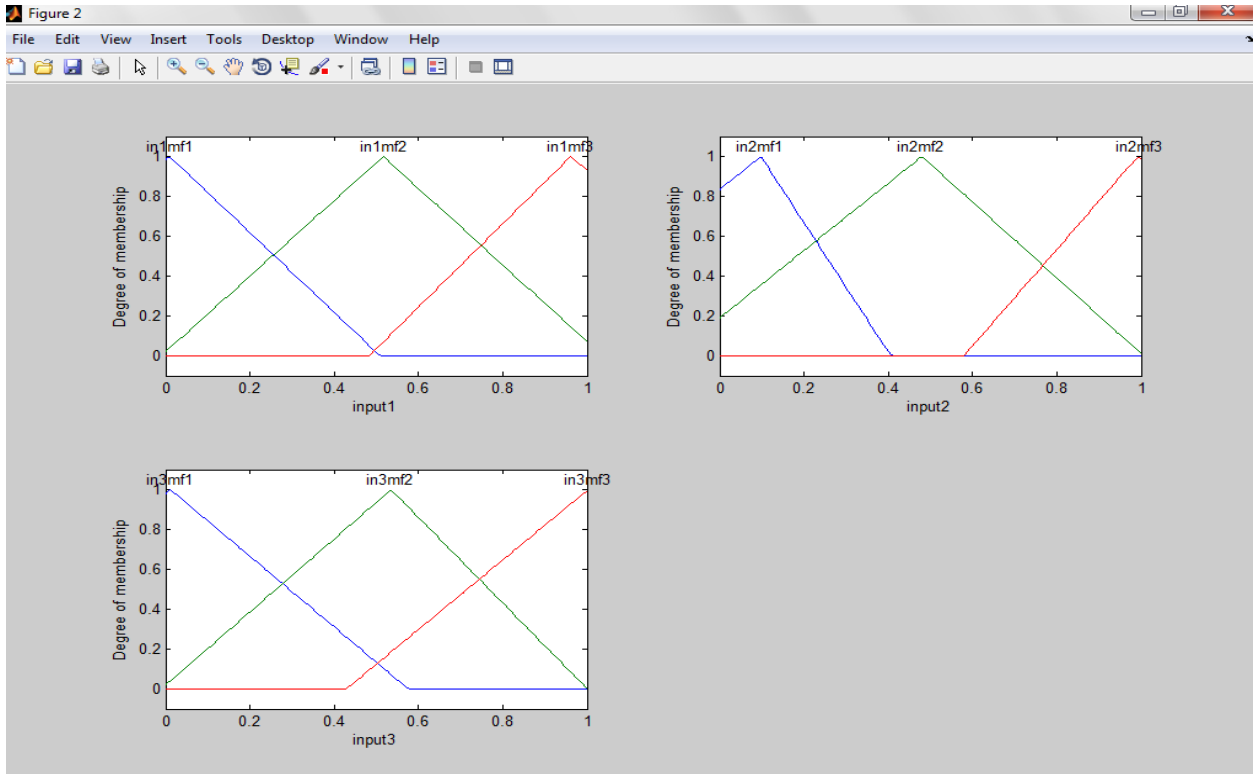 Figure 2
File Edit View Insert Tools Desktop Window Help
in1mf1 in1mf2 in1mf3
1
0.8
0.6
0.4
0.2
0
Degree of membership
0 0.2 0.4 0.6 0.8 1
input1
in2mf1 in2mf2 in2mf3
1
0.8
0.6
0.4
0.2
0
Degree of membership
0 0.2 0.4 0.6 0.8 1
input2
in3mf1 in3mf2 in3mf3
1
0.8
0.6
0.4
0.2
0
Degree of membership
0 0.2 0.4 0.6 0.8 1
input3